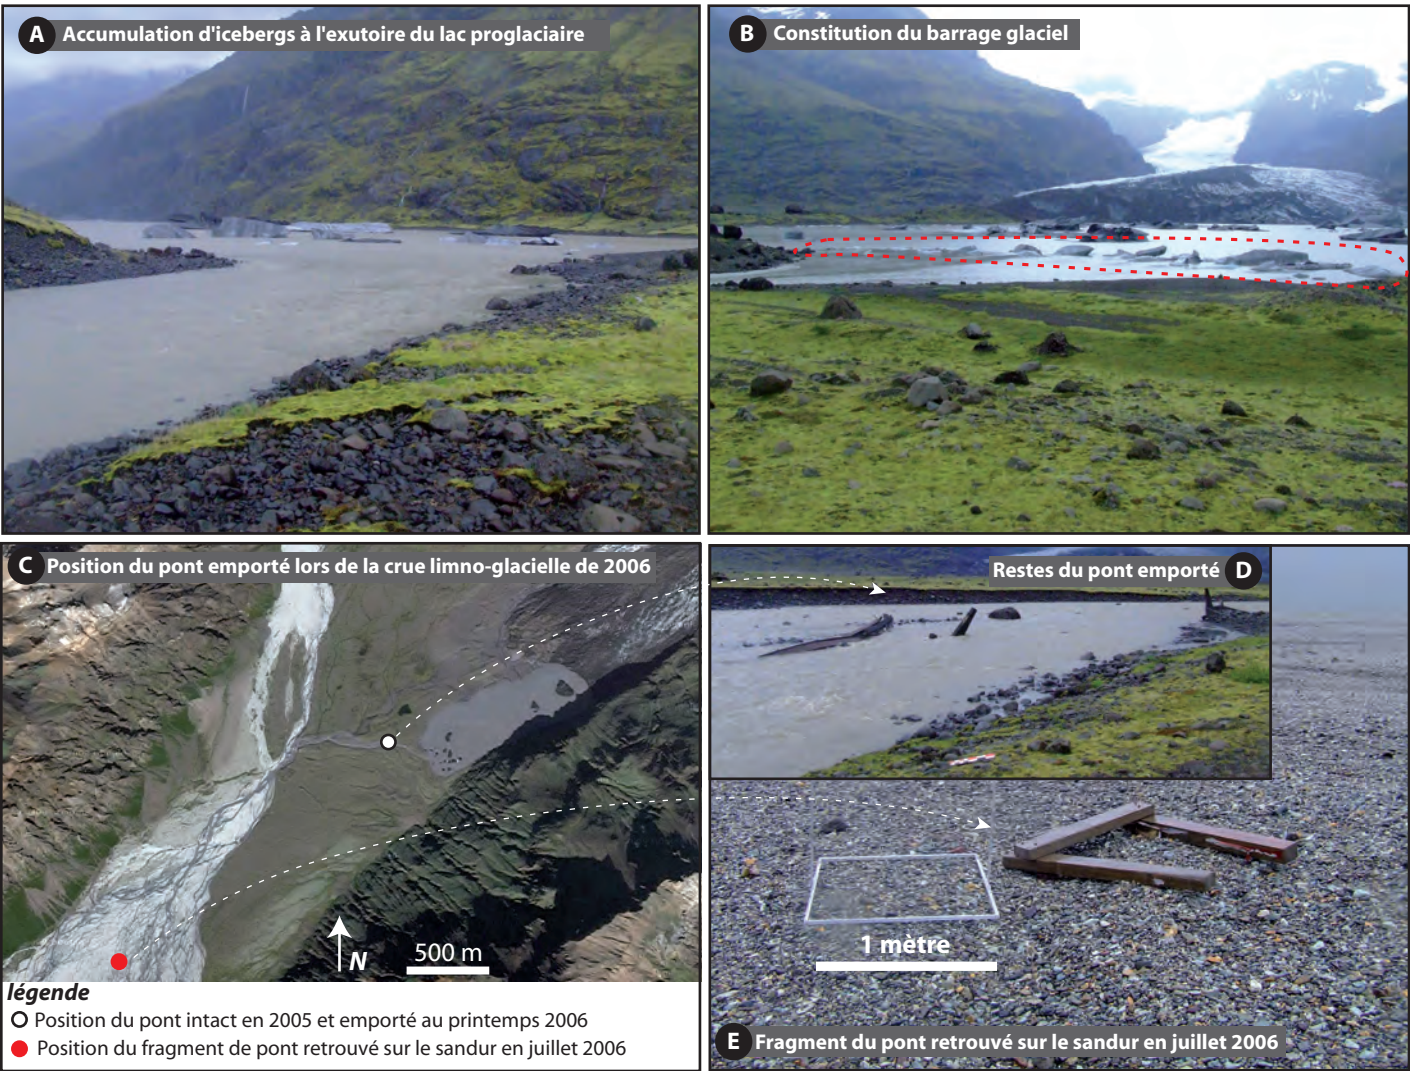 A Accumulation d'icebergs à l'exutoire du lac proglaciaire
B Constitution du barrage glaciel
C Position du pont emporté lors de la crue limno-glacielle de 2006
N
500 m
légende
Position du pont intact en 2005 et emporté au printemps 2006
Position du fragment de pont retrouvé sur le sandur en juillet 2006
Restes du pont emporté D
1 mètre
E Fragment du pont retrouvé sur le sandur en juillet 2006